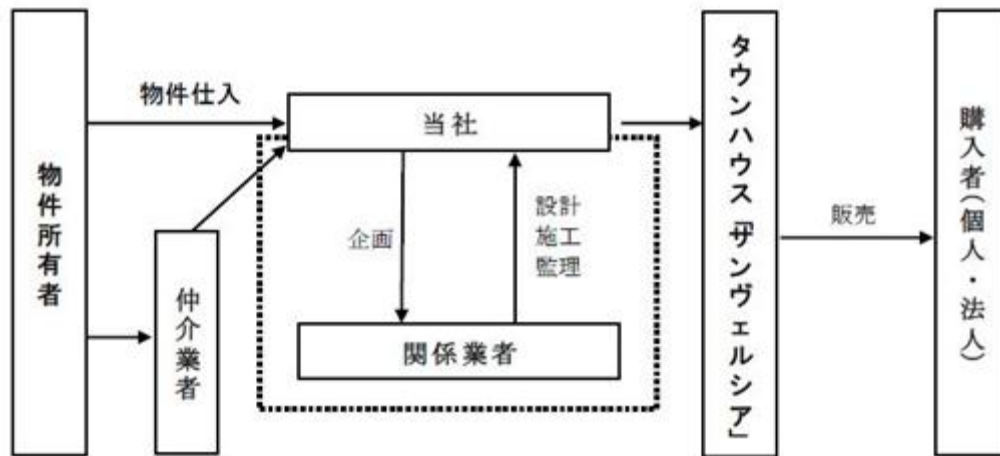 物件所有者
物件仕入
仲介業者
当社
企画
設計
施工
監理
関係業者
タウンハウス「サンヴェルシア」
販売
購入者(個人・法人)